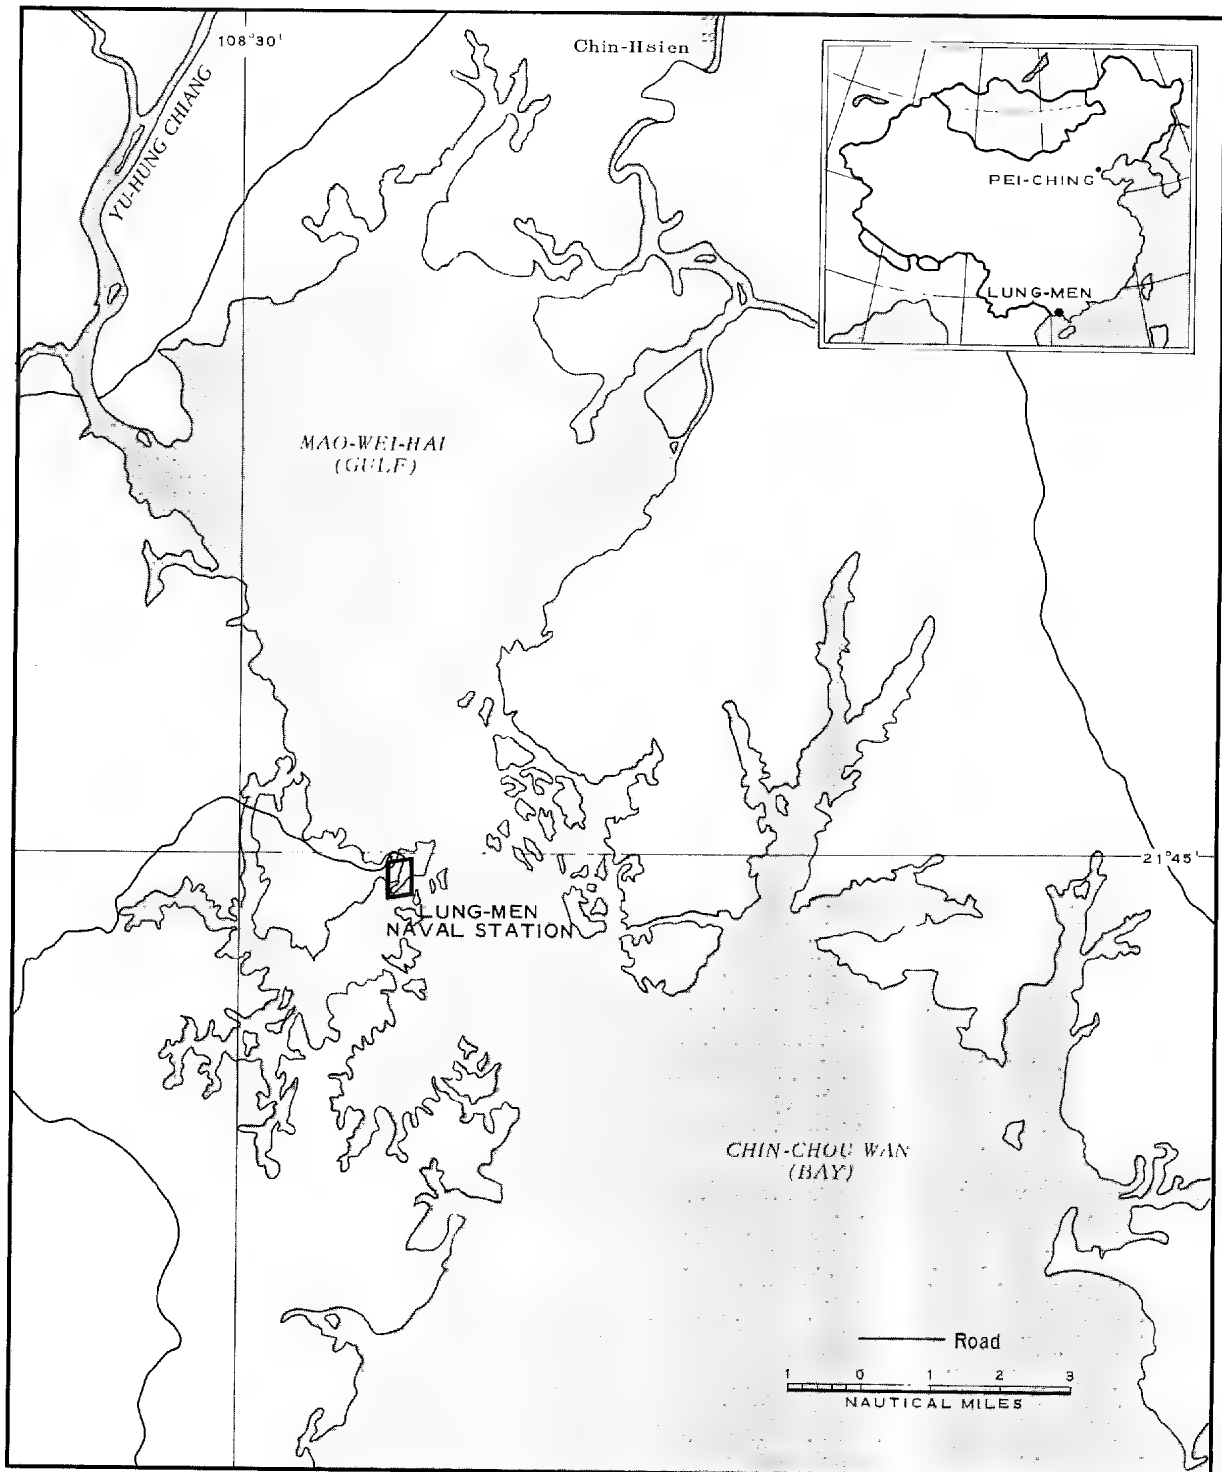 108°30'
Chin-Hsien
YU-HUNG CHIANG
PEI-CHING
LUNG-MEN
MAO-WEI-HAI
(GULF)
21°45'
LUNG-MEN
NAVAL STATION
CHIN-CHOU WAN
(BAY)
Road
1 0 1 2 3
NAUTICAL MILES